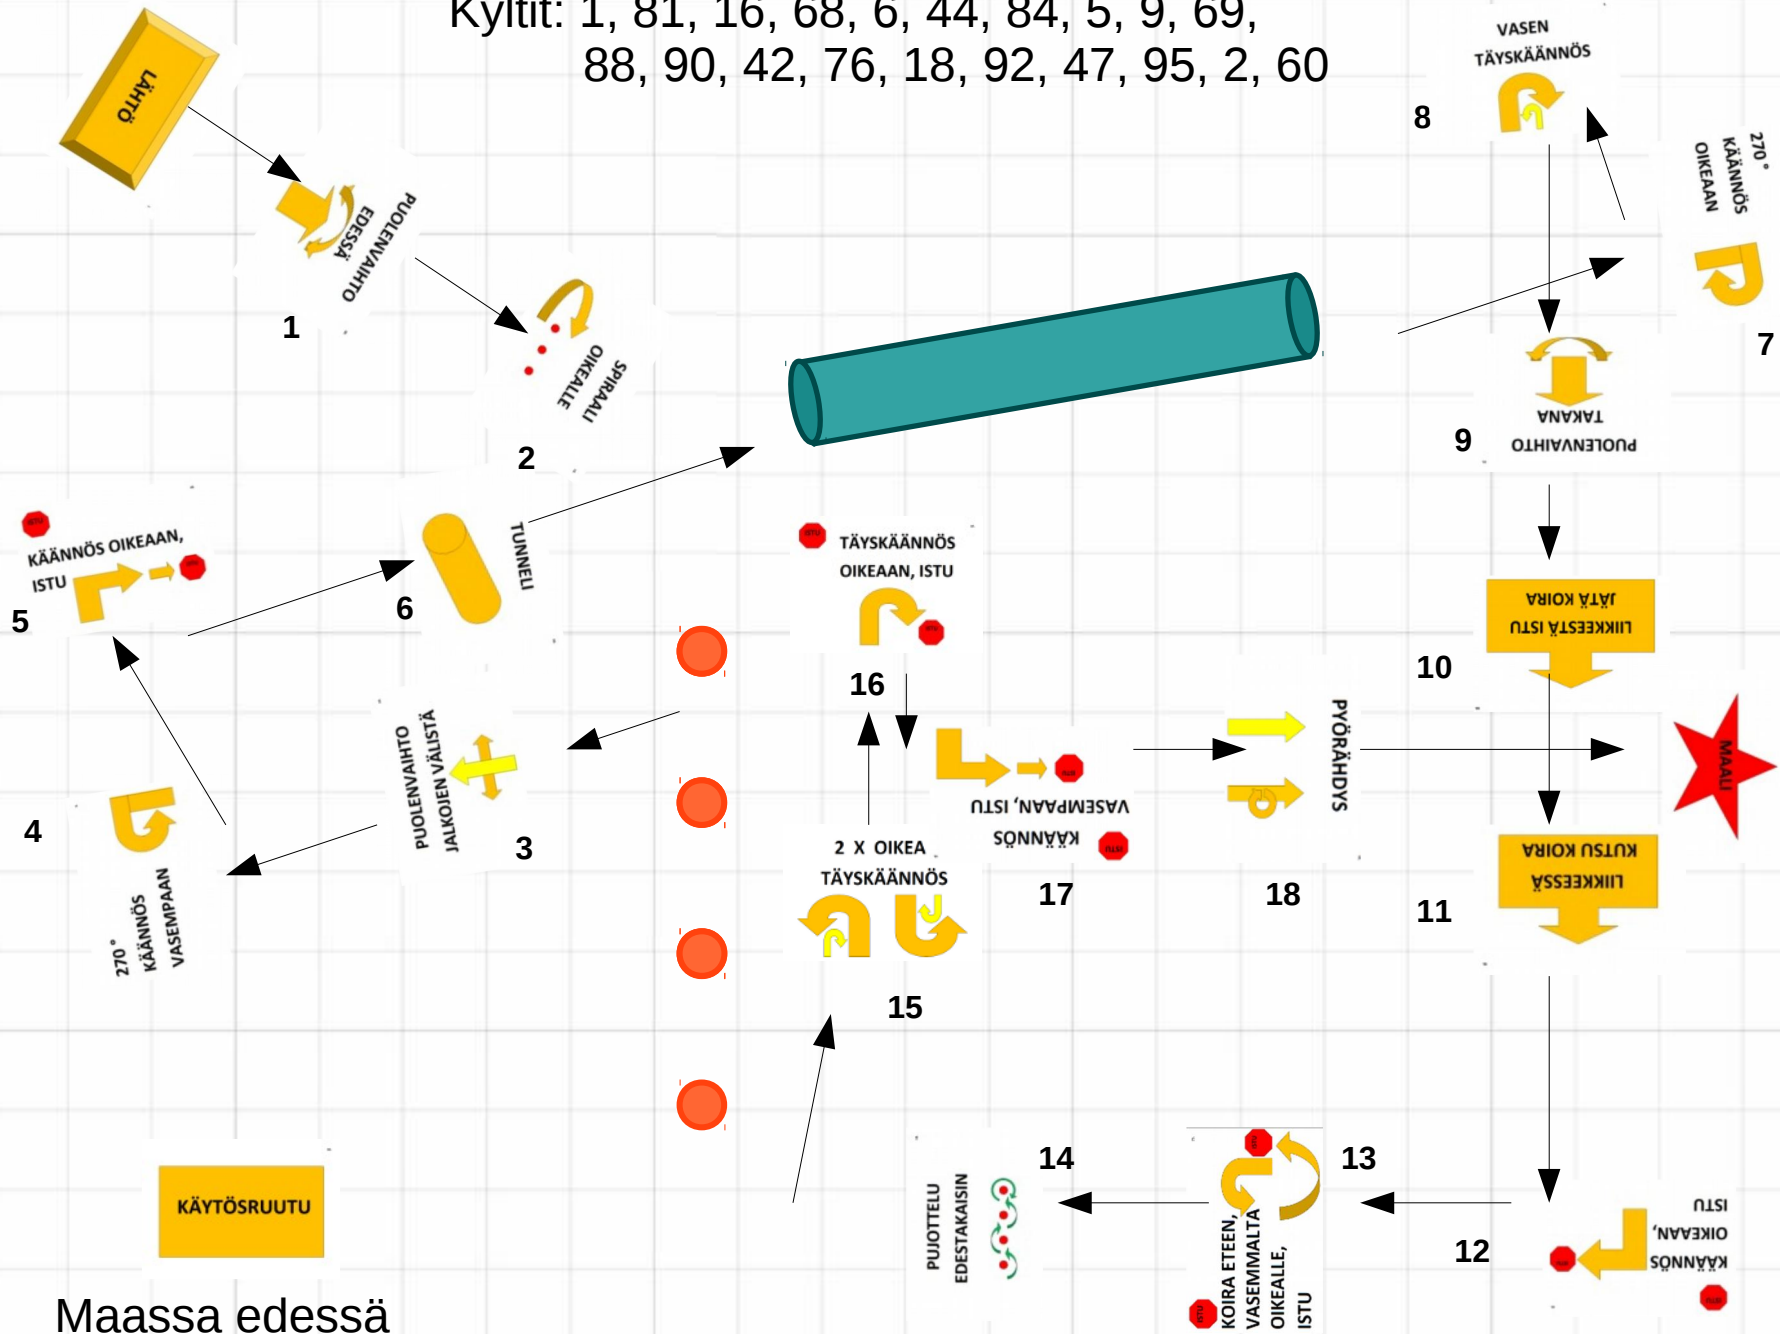 Kyltit: 1, 81, 16, 68, 6, 44, 84, 5, 9, 69,
88, 90, 42, 76, 18, 92, 47, 95, 2, 60
LÄHTÖ
PUOLENVAIHTO
EDESSÄ
1
SPIRAALI
OIKEALLE
2
PUOLENVAIHTO
JALKOJEN VÄLISTÄ
3
4
270°
KÄÄNNÖS
VASEMPAAN
KÄÄNNÖS OIKEAAN,
ISTU
5
TUNNELI
6
270°
KÄÄNNÖS
OIKEAAN
7
VASEN
TÄYSKÄÄNNÖS
8
PUOLENVAIHTO
TAKANA
9
LIIKKEESTÄ ISTU
JÄTÄ KOIRA
10
LIIKKEESSÄ
KUTSU KOIRA
11
KÄÄNNÖS
OIKEAAN,
ISTU
12
KOIRA ETEEN,
VASEMMALTA
OIKEALLE,
ISTU
13
PUJOTTELU
EDESTAKAISIN
14
2 X OIKEA
TÄYSKÄÄNNÖS
15
TÄYSKÄÄNNÖS
OIKEAAN, ISTU
16
KÄÄNNÖS
VASEMPAAN, ISTU
17
PYÖRÄHDYS
18
MAALI
KÄYTÖSRUUTU
Maassa edessä